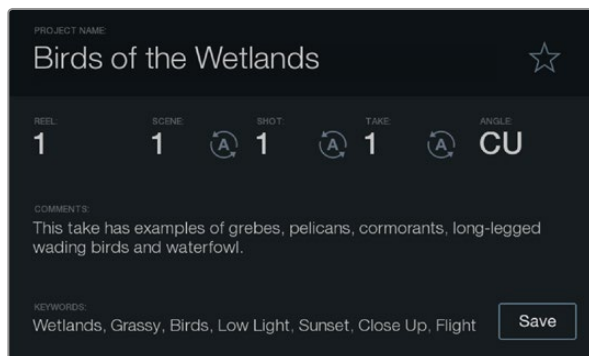 PROJECT NAME:
Birds of the Wetlands
REEL: SCENE: SHOT: TAKE: ANGLE:
1 1 A 1 A 1 A CU
COMMENTS:
This take has examples of grebes, pelicans, cormorants, long-legged
wading birds and waterfowl.
KEYWORDS:
Wetlands, Grassy, Birds, Low Light, Sunset, Close Up, Flight
Save